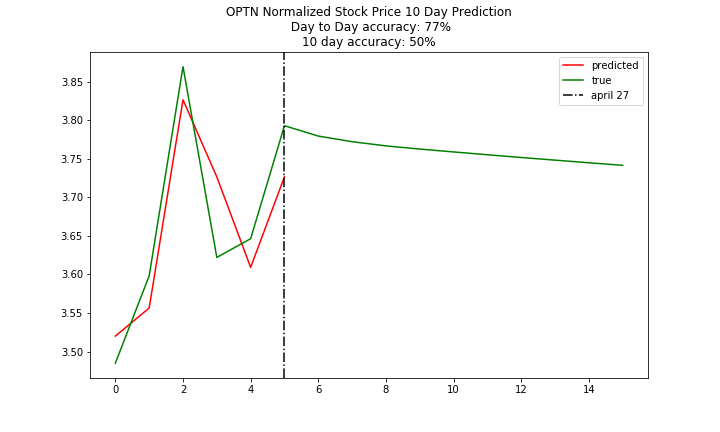 OPTN Normalized Stock Price 10 Day Prediction
Day to Day accuracy: 77%
10 day accuracy: 50%
predicted
true
april 27
3.85
3.80
3.75
3.70
3.65
3.60
3.55
3.50
0 2 4 6 8 10 12 14